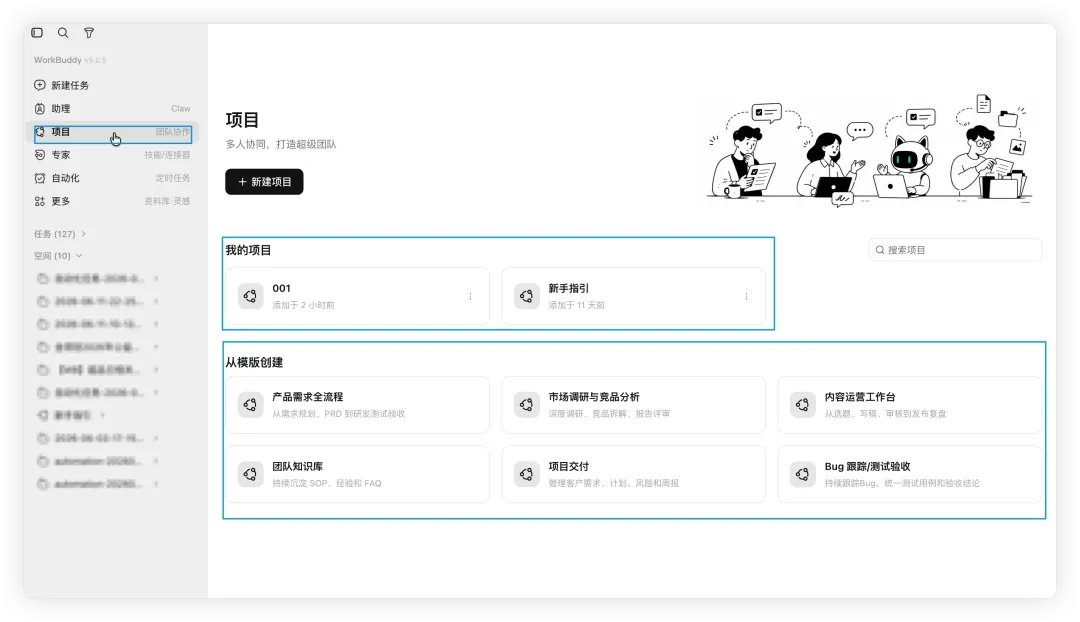 WorkBuddy v5.0.5
新建任务
助理 Claw
项目 团队协作
专家 技能/连接器
自动化 定时任务
更多 资料库·灵感
任务 (127)
空间 (10)
项目
多人协同，打造超级团队
+ 新建项目
我的项目
搜索项目
001
添加于 2 小时前
新手指引
添加于 11 天前
从模版创建
产品需求全流程
从需求规划、PRD 到研发测试验收
市场调研与竞品分析
深度调研、竞品拆解、报告评审
内容运营工作台
从选题、写稿、审核到发布复盘
团队知识库
持续沉淀 SOP、经验和 FAQ
项目交付
管理客户需求、计划、风险和周报
Bug 跟踪/测试验收
持续跟踪Bug，统一测试用例和验收结论